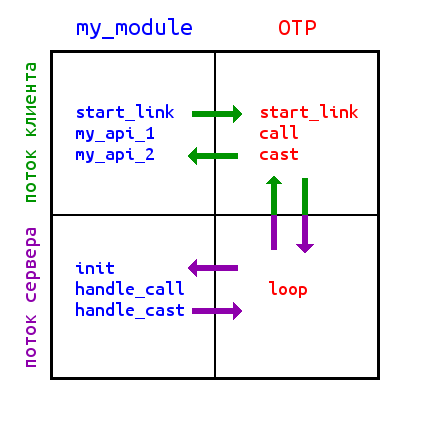 my_module OTP
поток клиента
start_link start_link
my_api_1 call
my_api_2 cast
поток сервера
init
handle_call loop
handle_cast